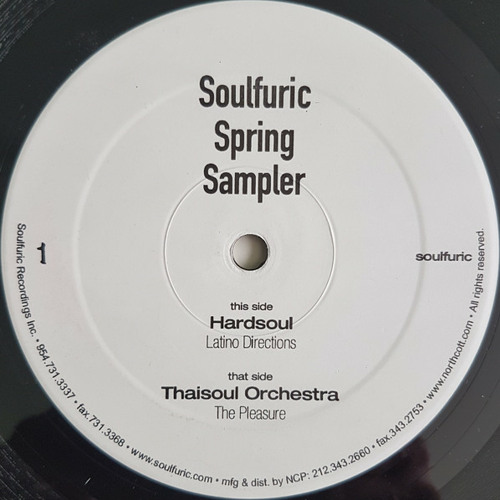 Soulfuric
Spring
Sampler
1
soulfuric
this side
Hardsoul
Latino Directions
that side
Thaisoul Orchestra
The Pleasure
Soulfuric Recordings Inc. • 954.731.3337 • fax.731.3368 • www.soulfuric.com • mfg & dist. by NCP: 212.343.2660 • fax.343.2753 • www.northcott.com • All rights reserved.